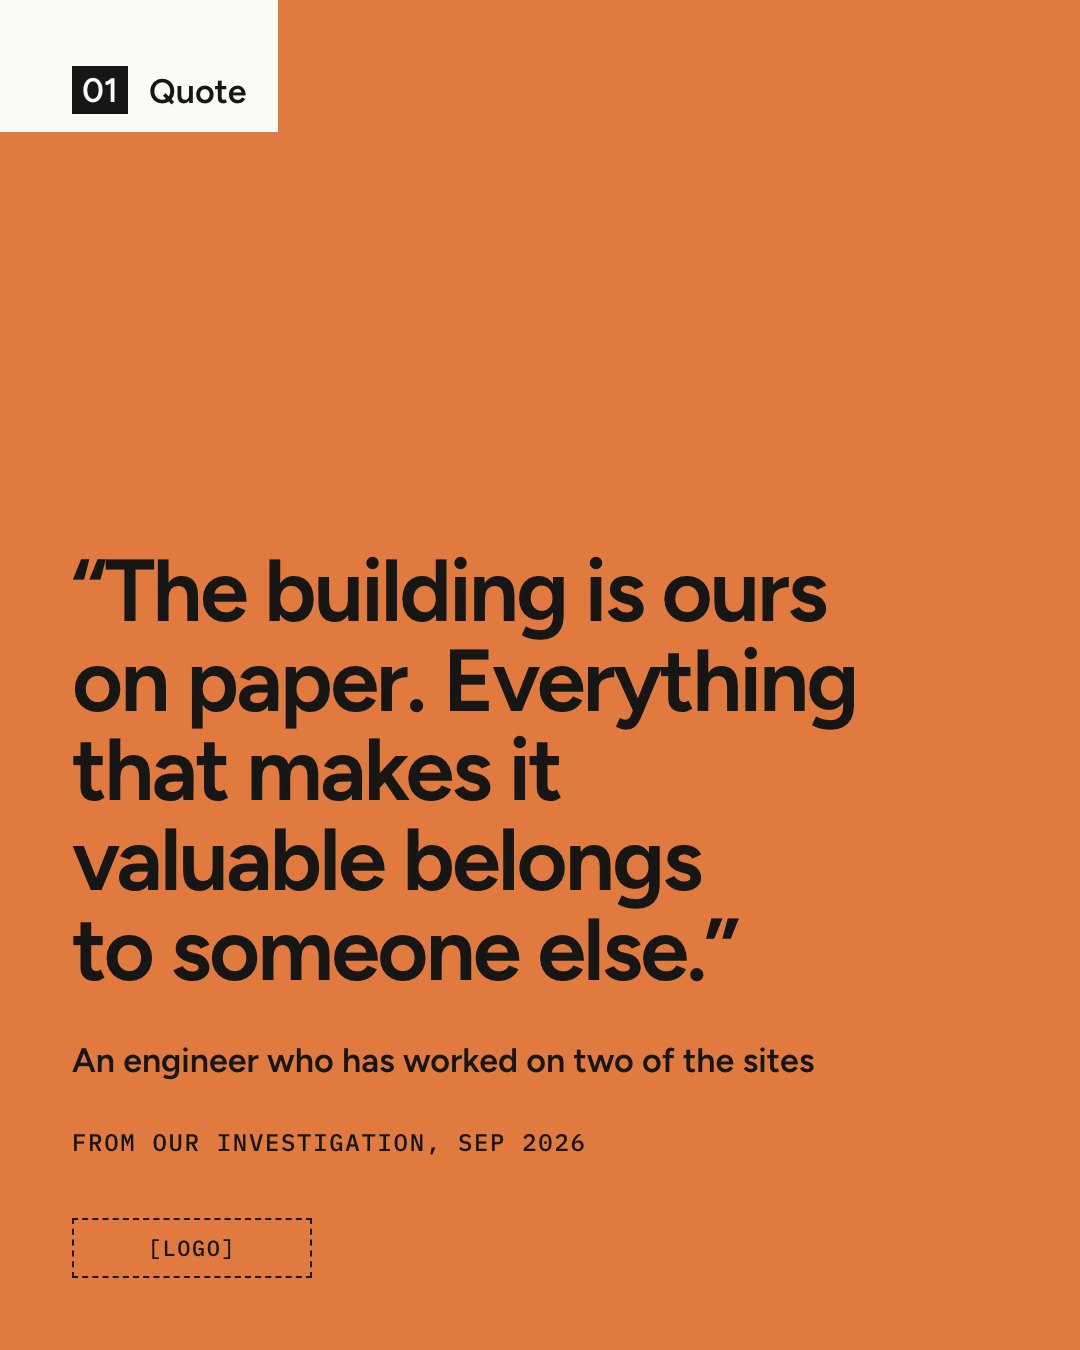 01 Quote
“The building is ours
on paper. Everything
that makes it
valuable belongs
to someone else.”
An engineer who has worked on two of the sites
FROM OUR INVESTIGATION, SEP 2026
[LOGO]